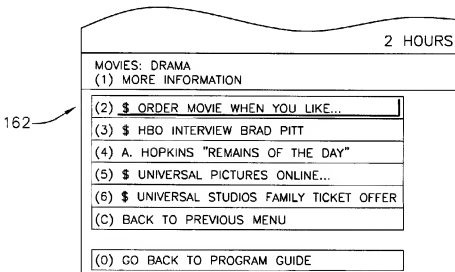 2 HOURS
MOVIES: DRAMA
(1) MORE INFORMATION
162
(2) $ ORDER MOVIE WHEN YOU LIKE...
(3) $ HBO INTERVIEW BRAD PITT
(4) A. HOPKINS "REMAINS OF THE DAY"
(5) $ UNIVERSAL PICTURES ONLINE...
(6) $ UNIVERSAL STUDIOS FAMILY TICKET OFFER
(C) BACK TO PREVIOUS MENU
(0) GO BACK TO PROGRAM GUIDE